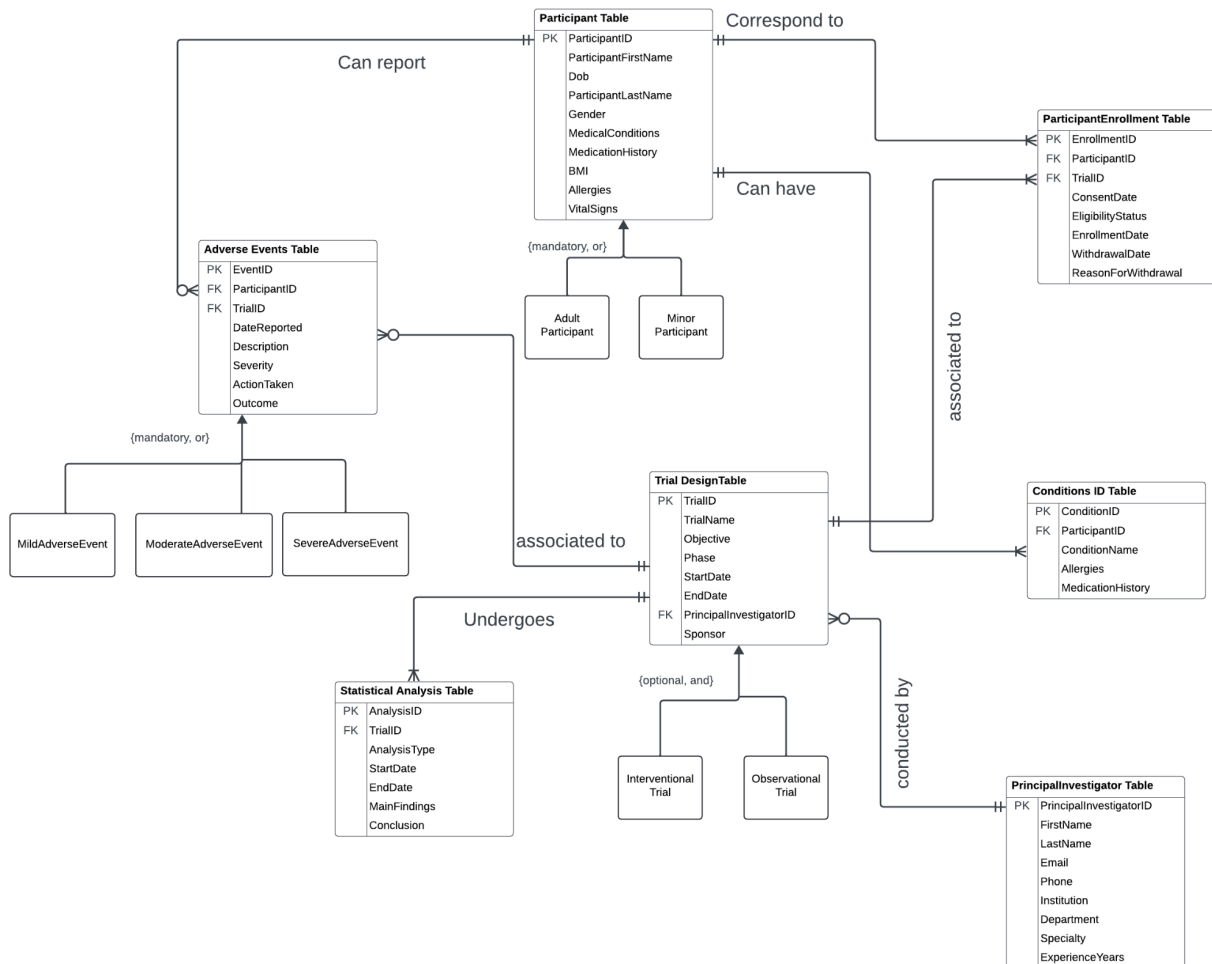 Participant Table
PK ParticipantID
ParticipantFirstName
Dob
ParticipantLastName
Gender
MedicalConditions
MedicationHistory
BMI
Allergies
VitalSigns
Can report
Correspond to
Can have
ParticipantEnrollment Table
PK EnrollmentID
FK ParticipantID
FK TrialID
ConsentDate
EligibilityStatus
EnrollmentDate
WithdrawalDate
ReasonForWithdrawal
{mandatory, or}
Adult
Participant
Minor
Participant
Adverse Events Table
PK EventID
FK ParticipantID
FK TrialID
DateReported
Description
Severity
ActionTaken
Outcome
{mandatory, or}
MildAdverseEvent
ModerateAdverseEvent
SevereAdverseEvent
associated to
associated to
Trial DesignTable
PK TrialID
TrialName
Objective
Phase
StartDate
EndDate
FK PrincipalInvestigatorID
Sponsor
Conditions ID Table
PK ConditionID
FK ParticipantID
ConditionName
Allergies
MedicationHistory
Undergoes
Statistical Analysis Table
PK AnalysisID
FK TrialID
AnalysisType
StartDate
EndDate
MainFindings
Conclusion
{optional, and}
Interventional
Trial
Observational
Trial
conducted by
PrincipalInvestigator Table
PK PrincipalInvestigatorID
FirstName
LastName
Email
Phone
Institution
Department
Specialty
ExperienceYears